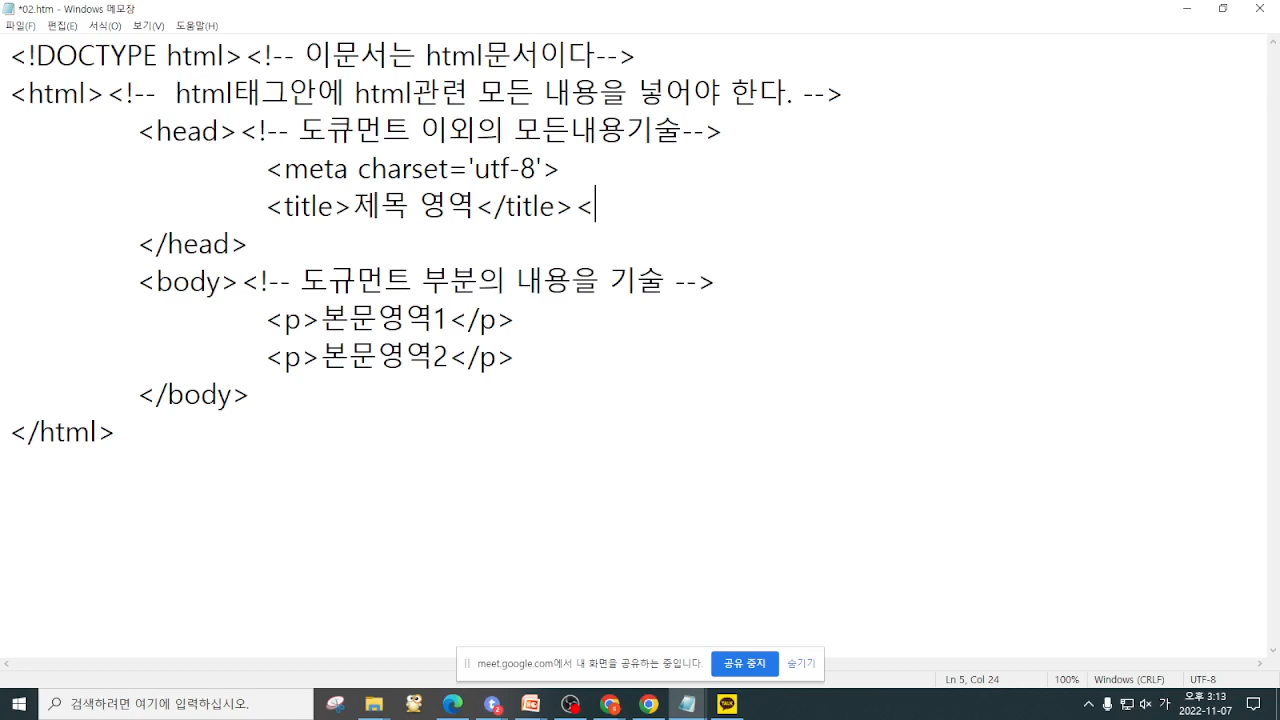 *02.htm - Windows 메모장
파일(F) 편집(E) 서식(O) 보기(V) 도움말(H)
<!DOCTYPE html><!-- 이문서는 html문서이다-->
<html><!--  html태그안에 html관련 모든 내용을 넣어야 한다. -->
<head><!-- 도큐먼트 이외의 모든내용기술-->
<meta charset='utf-8'>
<title>제목 영역</title><
</head>
<body><!-- 도규먼트 부분의 내용을 기술 -->
<p>본문영역1</p>
<p>본문영역2</p>
</body>
</html>
meet.google.com에서 내 화면을 공유하는 중입니다. 공유 중지 숨기기
Ln 5, Col 24 100% Windows (CRLF) UTF-8
검색하려면 여기에 입력하십시오. TALK 가 오후 3:13
2022-11-07